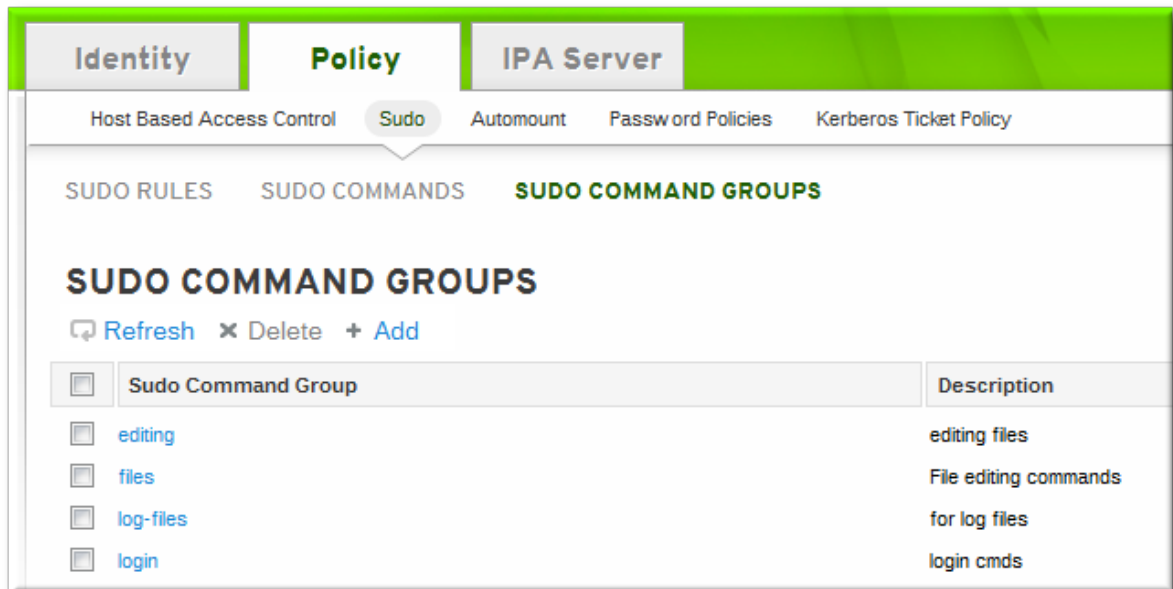 Identity Policy IPA Server
Host Based Access Control Sudo Automount Password Policies Kerberos Ticket Policy
SUDO RULES SUDO COMMANDS SUDO COMMAND GROUPS
SUDO COMMAND GROUPS
Refresh Delete + Add
Sudo Command Group Description
editing editing files
files File editing commands
log-files for log files
login login cmds